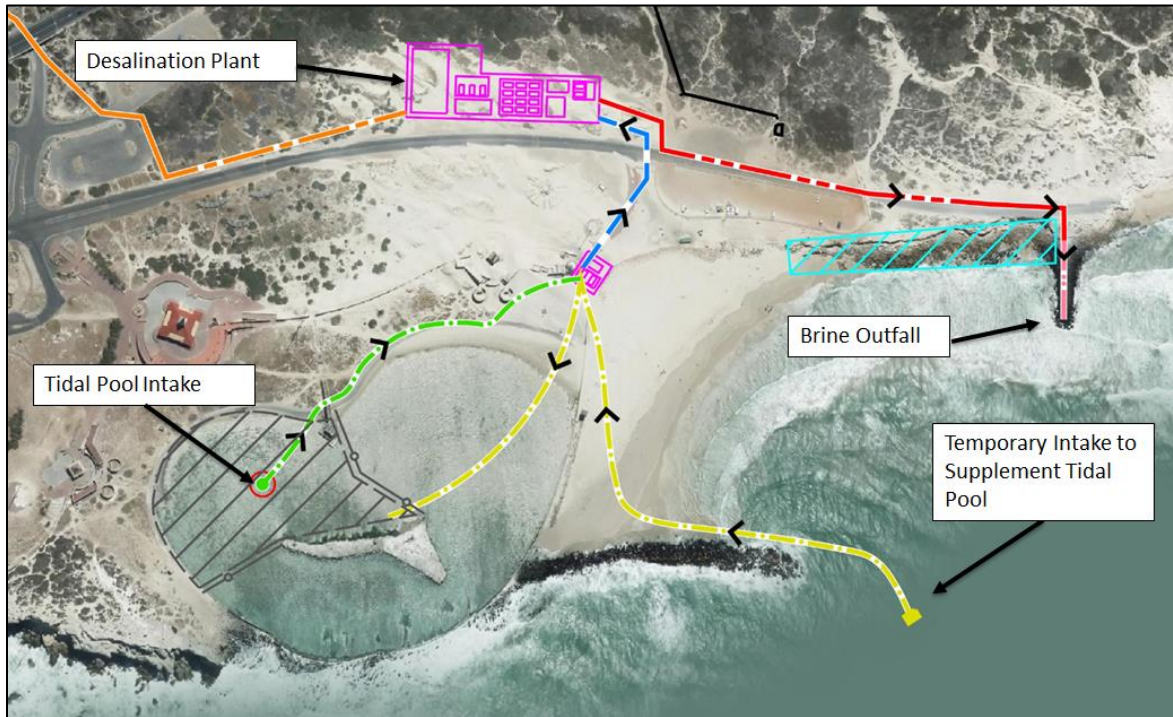 Desalination Plant
Tidal Pool Intake
Brine Outfall
Temporary Intake to
Supplement Tidal
Pool